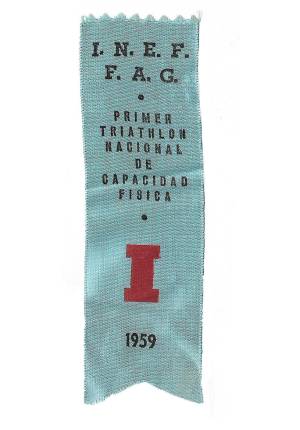 I. N. E. F.
F. A. G.
•
PRIMER
TRIATHLON
NACIONAL
DE
CAPACIDAD
FISICA
•
I
1959